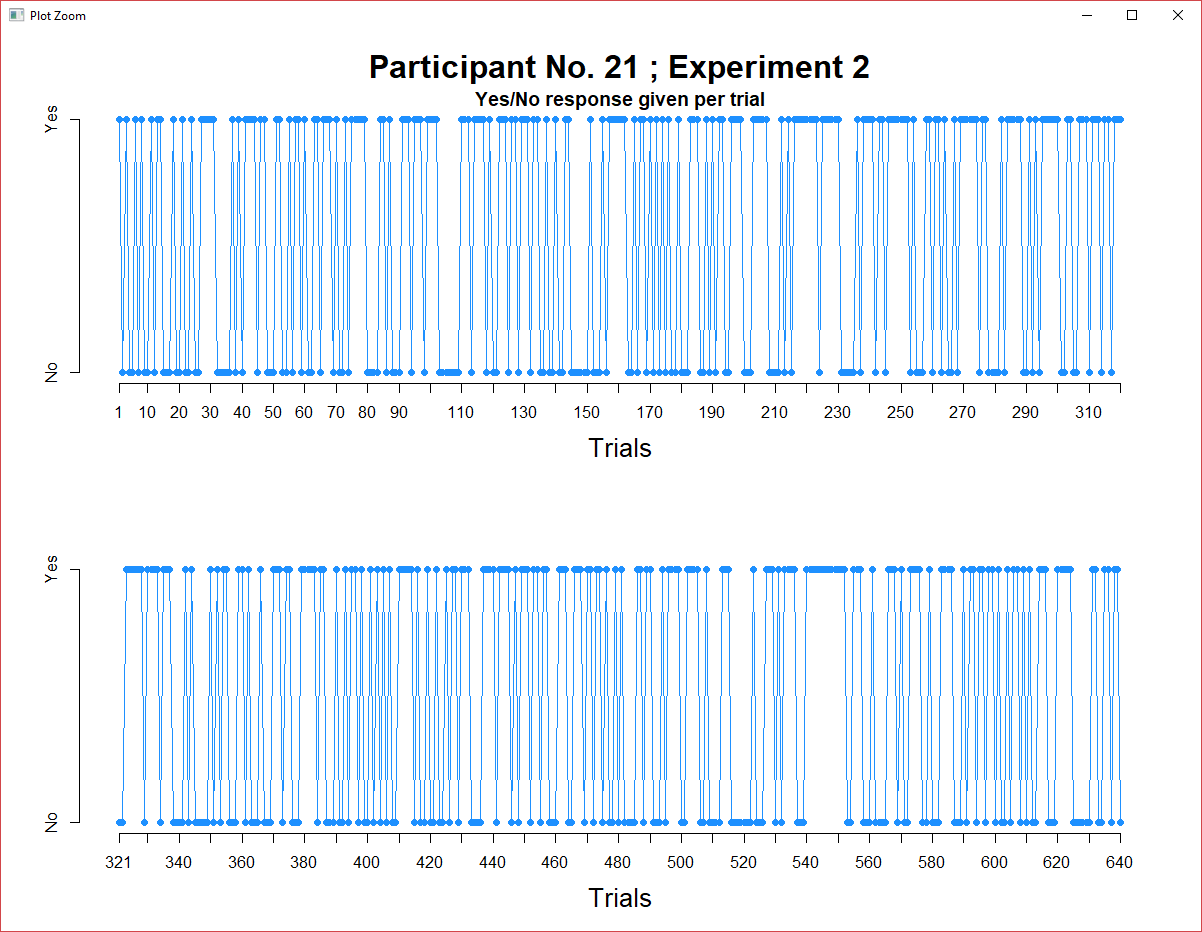 Plot Zoom
Participant No. 21 ; Experiment 2
Yes/No response given per trial
Yes
No
1 10 20 30 40 50 60 70 80 90 110 130 150 170 190 210 230 250 270 290 310
Trials
Yes
No
321 340 360 380 400 420 440 460 480 500 520 540 560 580 600 620 640
Trials